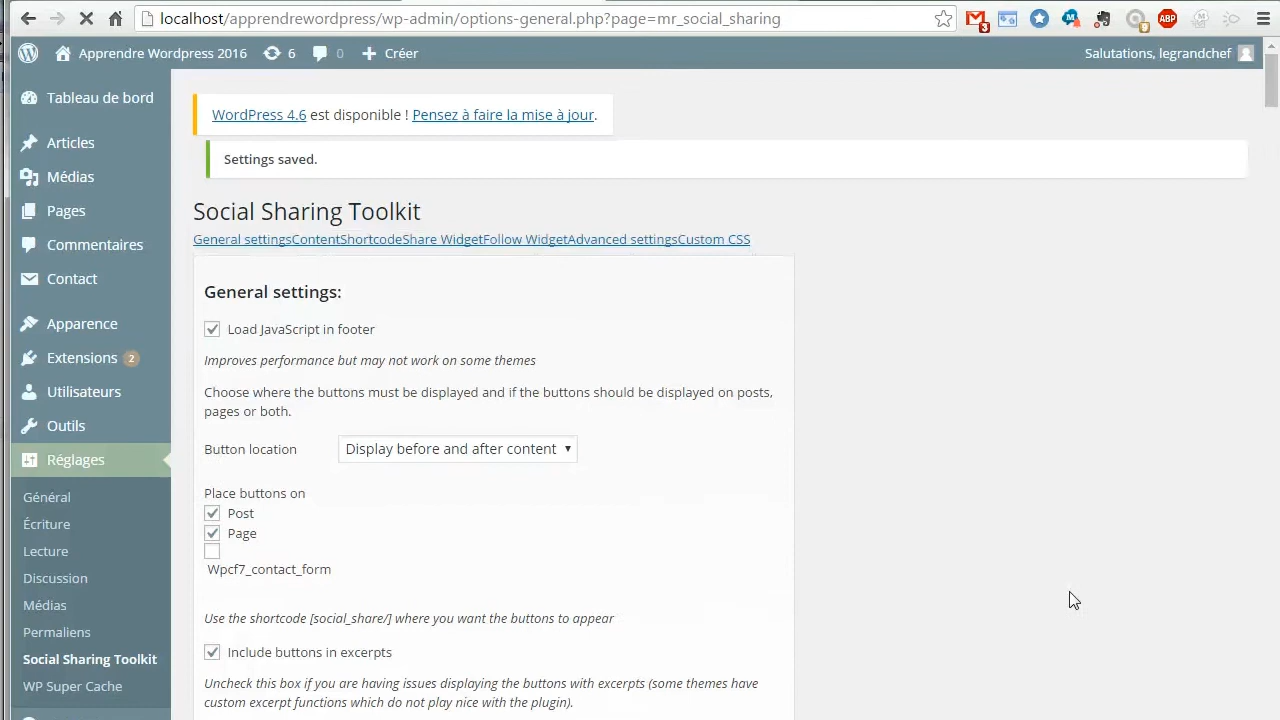 localhost/apprendrewordpress/wp-admin/options-general.php?page=mr_social_sharing
3
9
ABP
Apprendre Wordpress 2016
6
0
Créer
Salutations, legrandchef
Tableau de bord
Articles
Médias
Pages
Commentaires
Contact
Apparence
Extensions 2
Utilisateurs
Outils
Réglages
Général
Écriture
Lecture
Discussion
Médias
Permaliens
Social Sharing Toolkit
WP Super Cache
WordPress 4.6 est disponible ! Pensez à faire la mise à jour.
Settings saved.
Social Sharing Toolkit
General settingsContentShortcodeShare WidgetFollow WidgetAdvanced settingsCustom CSS
General settings:
Load JavaScript in footer
Improves performance but may not work on some themes
Choose where the buttons must be displayed and if the buttons should be displayed on posts,
pages or both.
Button location
Display before and after content
Place buttons on
Post
Page
Wpcf7_contact_form
Use the shortcode [social_share/] where you want the buttons to appear
Include buttons in excerpts
Uncheck this box if you are having issues displaying the buttons with excerpts (some themes have
custom excerpt functions which do not play nice with the plugin).